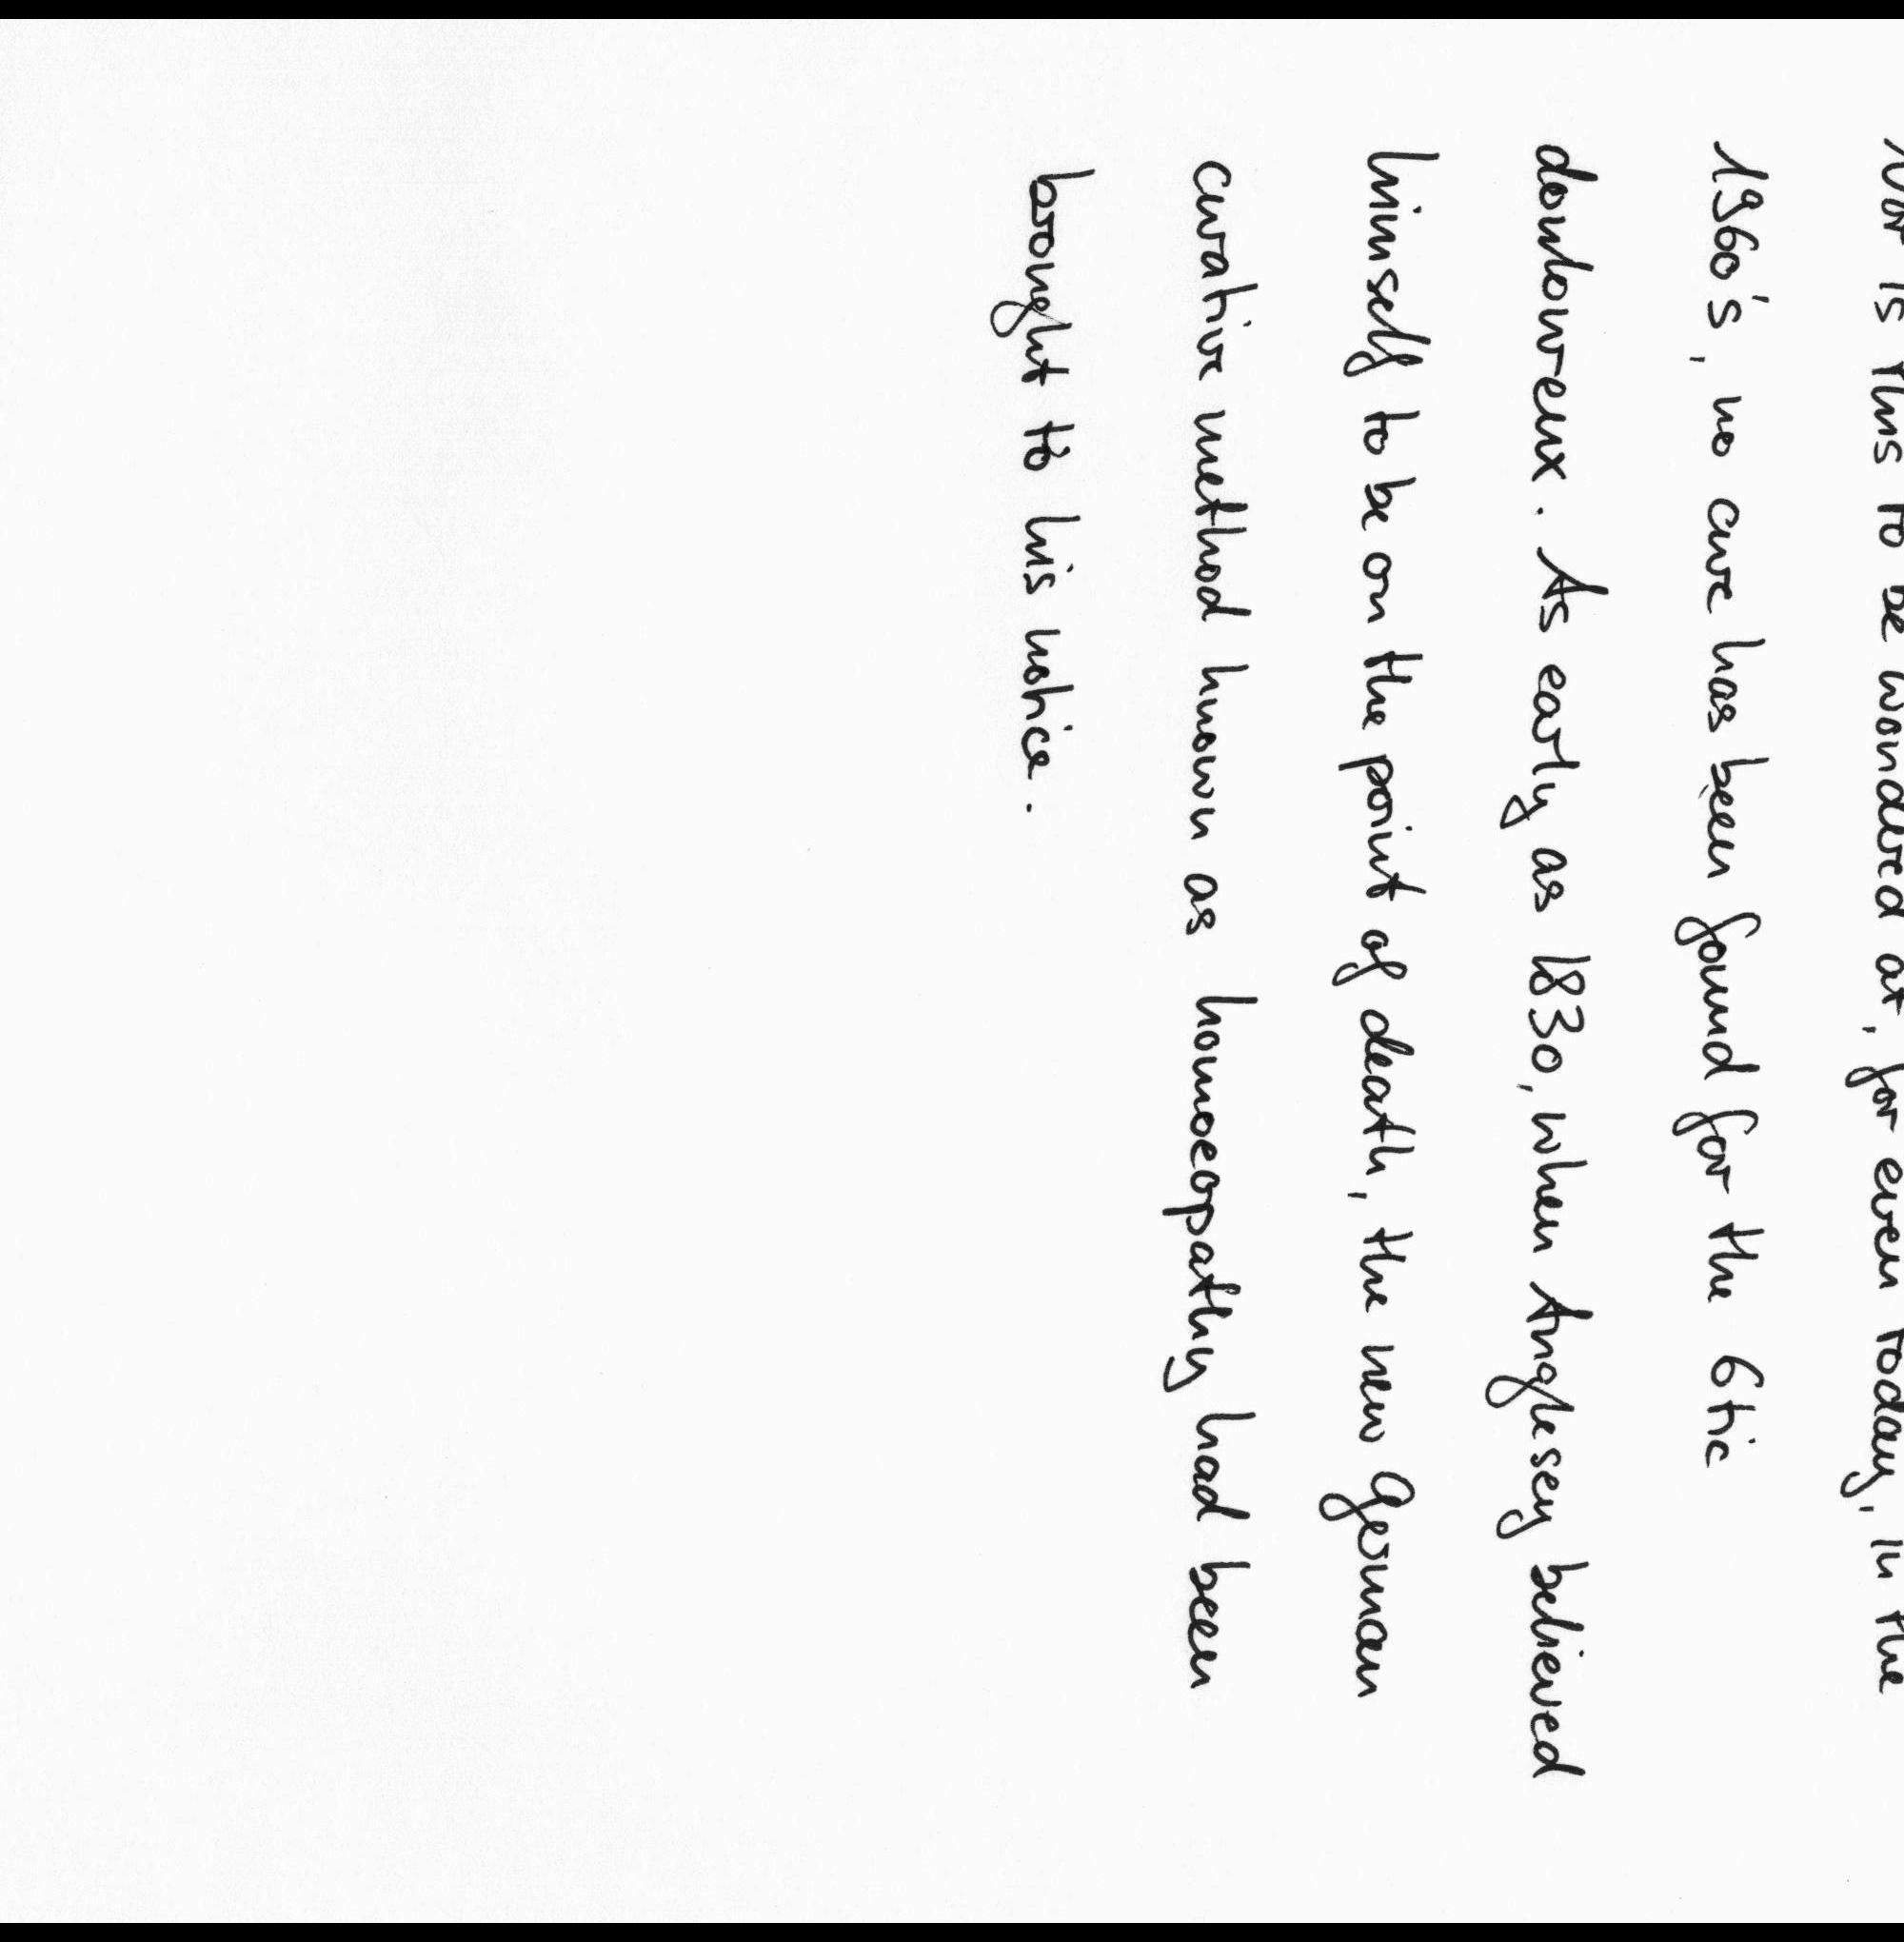 Nor is this to be wondered at, for even today, in the
1960's, no cure has been found for the 6tic
douloureux. As early as 1830, when Anglesey believed
himself to be on the point of death, the new German
curative method known as homoeopathy had been
brought to his notice.